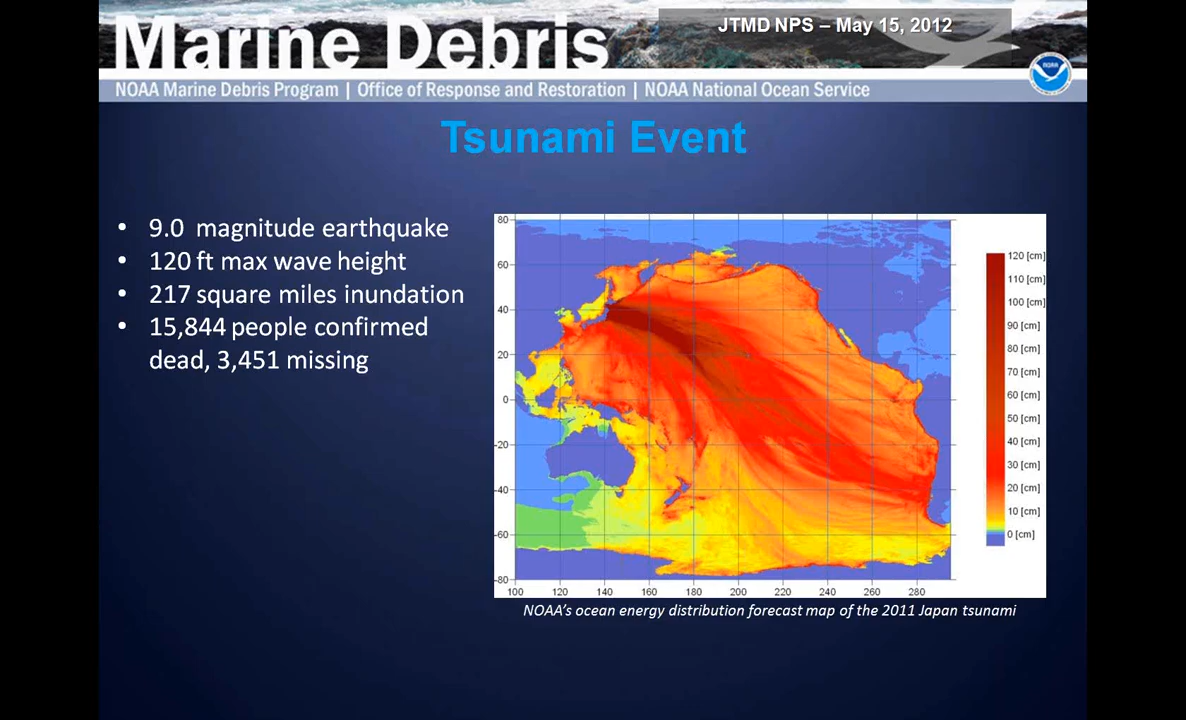 Marine Debris
JTMD NPS – May 15, 2012
NOAA
NOAA Marine Debris Program | Office of Response and Restoration | NOAA National Ocean Service
Tsunami Event
• 9.0 magnitude earthquake
• 120 ft max wave height
• 217 square miles inundation
• 15,844 people confirmed
dead, 3,451 missing
80
60
40
20
0
-20
-40
-60
-80
100 120 140 160 180 200 220 240 260 280
120 [cm]
110 [cm]
100 [cm]
90 [cm]
80 [cm]
70 [cm]
60 [cm]
50 [cm]
40 [cm]
30 [cm]
20 [cm]
10 [cm]
0 [cm]
NOAA's ocean energy distribution forecast map of the 2011 Japan tsunami